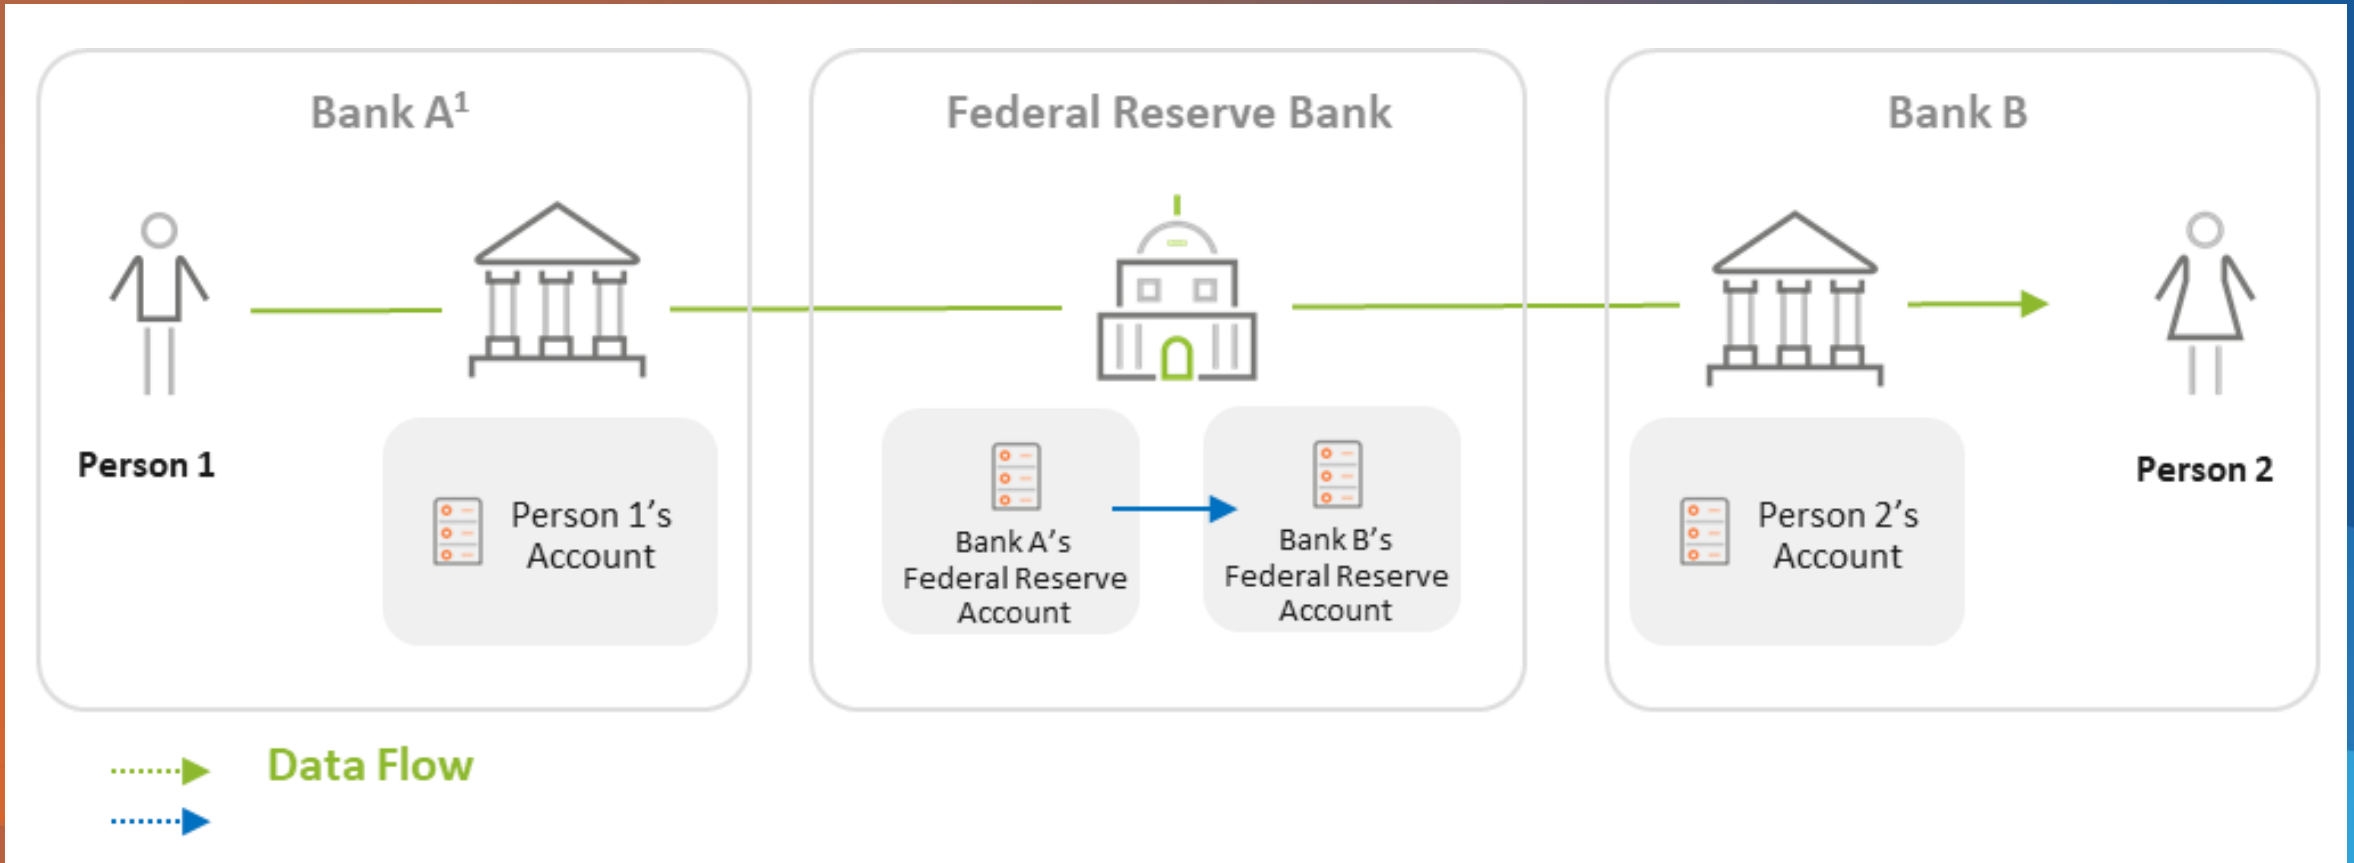 Bank A¹
Federal Reserve Bank
Bank B
Person 1
Person 1's
Account
Bank A's
Federal Reserve
Account
Bank B's
Federal Reserve
Account
Person 2's
Account
Person 2
Data Flow